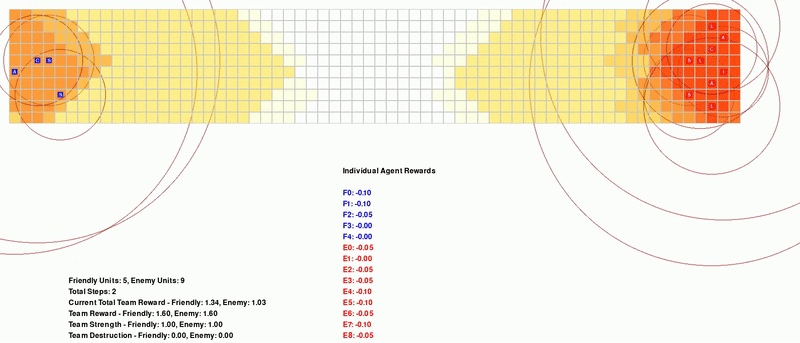 Individual Agent Rewards
F0: -0.10
F1: -0.10
F2: -0.05
F3: -0.00
F4: -0.00
E0: -0.05
E1: -0.00
E2: -0.05
E3: -0.05
E4: -0.10
E5: -0.10
E6: -0.05
E7: -0.10
E8: -0.05
Friendly Units: 5, Enemy Units: 9
Total Steps: 2
Current Total Team Reward - Friendly: 1.34, Enemy: 1.03
Team Reward - Friendly: 1.60, Enemy: 1.60
Team Strength - Friendly: 1.00, Enemy: 1.00
Team Destruction - Friendly: 0.00, Enemy: 0.00